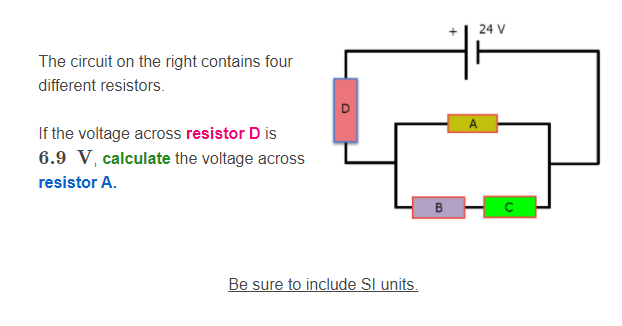 The circuit on the right contains four
different resistors.
If the voltage across resistor D is
6.9 V, calculate the voltage across
resistor A.
+ 24 V
D
A
B
C
Be sure to include SI units.